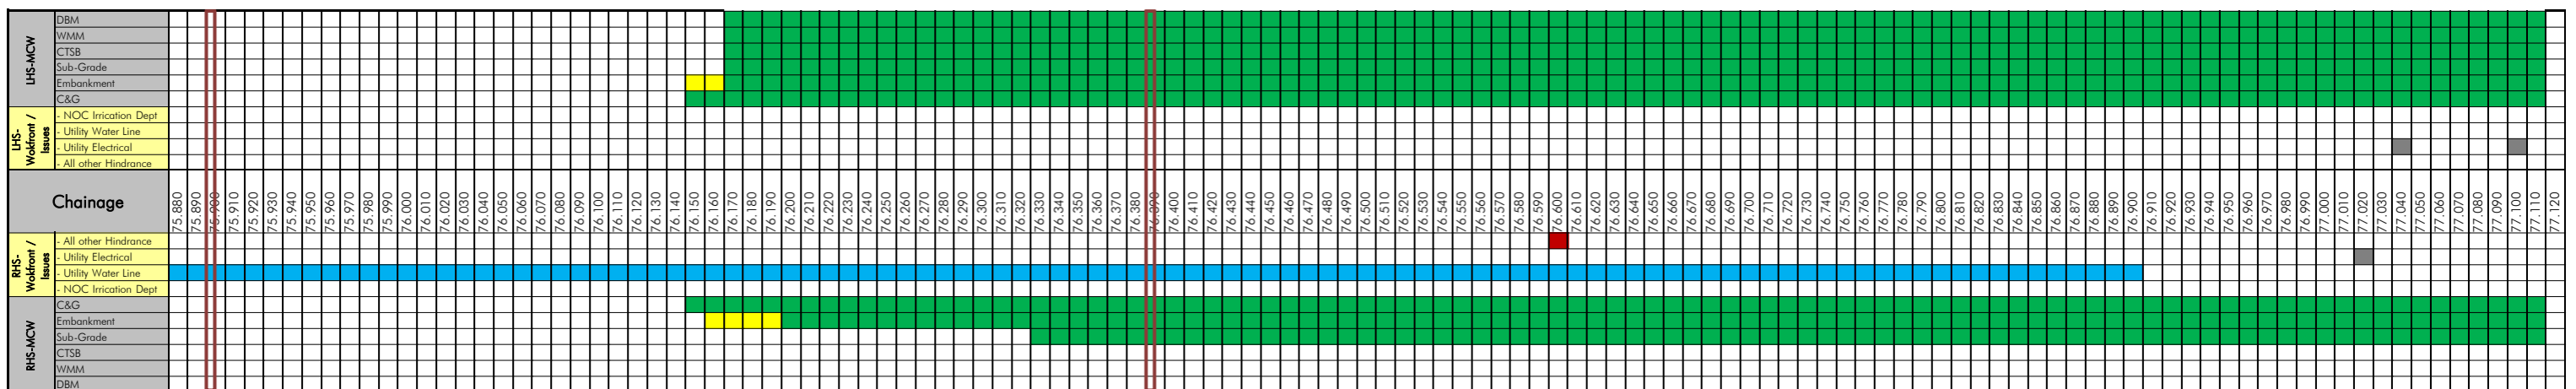 LHS-MCW
DBM
WMM
CTSB
Sub-Grade
Embankment
C&G
LHS-
Wokfront /
Issues
- NOC Irrication Dept
- Utility Water Line
- Utility Electrical
- All other Hindrance
Chainage
75.880 75.890 75.900 75.910 75.920 75.930 75.940 75.950 75.960 75.970 75.980 75.990 76.000 76.010 76.020 76.030 76.040 76.050 76.060 76.070 76.080 76.090 76.100 76.110 76.120 76.130 76.140 76.150 76.160 76.170 76.180 76.190 76.200 76.210 76.220 76.230 76.240 76.250 76.260 76.270 76.280 76.290 76.300 76.310 76.320 76.330 76.340 76.350 76.360 76.370 76.380 76.390 76.400 76.410 76.420 76.430 76.440 76.450 76.460 76.470 76.480 76.490 76.500 76.510 76.520 76.530 76.540 76.550 76.560 76.570 76.580 76.590 76.600 76.610 76.620 76.630 76.640 76.650 76.660 76.670 76.680 76.690 76.700 76.710 76.720 76.730 76.740 76.750 76.760 76.770 76.780 76.790 76.800 76.810 76.820 76.830 76.840 76.850 76.860 76.870 76.880 76.890 76.900 76.910 76.920 76.930 76.940 76.950 76.960 76.970 76.980 76.990 77.000 77.010 77.020 77.030 77.040 77.050 77.060 77.070 77.080 77.090 77.100 77.110 77.120
RHS-
Wokfront /
Issues
- All other Hindrance
- Utility Electrical
- Utility Water Line
- NOC Irrication Dept
RHS-MCW
C&G
Embankment
Sub-Grade
CTSB
WMM
DBM